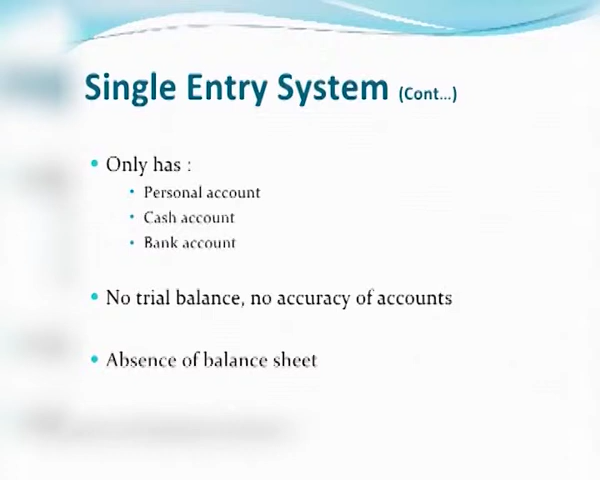 Single Entry System (Cont...)
Only has :
Personal account
Cash account
Bank account
No trial balance, no accuracy of accounts
Absence of balance sheet